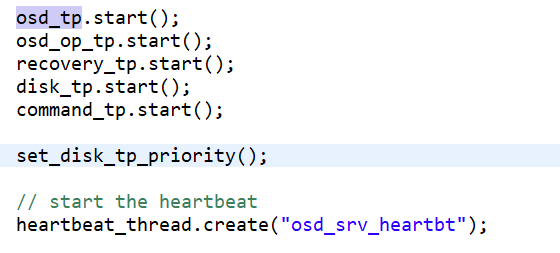 osd_tp.start();
osd_op_tp.start();
recovery_tp.start();
disk_tp.start();
command_tp.start();
set_disk_tp_priority();
// start the heartbeat
heartbeat_thread.create("osd_srv_heartbt");